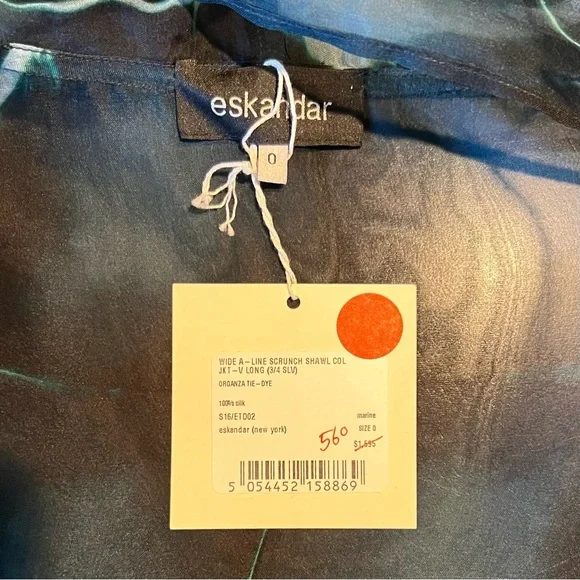 eskandar
0
WIDE A-LINE SCRUNCH SHAWL COL
JKT-V LONG (3/4 SLV)
ORGANZA TIE-DYE
100% silk
S16/ETD02 marine
eskandar (new york) 560 SIZE 0
$1,595
5 054452 158869